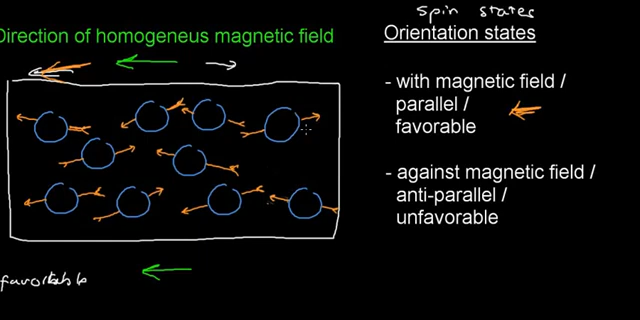 spin states
Direction of homogeneus magnetic field
Orientation states
- with magnetic field /
parallel /
favorable
- against magnetic field /
anti-parallel /
unfavorable